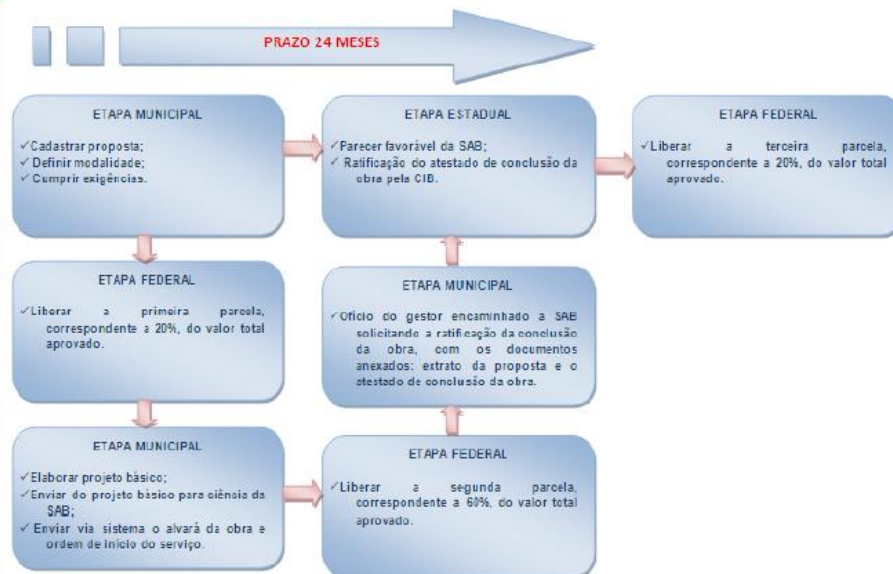 PRAZO 24 MESES
ETAPA MUNICIPAL
✓Cadastrar proposta;
✓Definir modalidade;
✓Cumprir exigências.
ETAPA ESTADUAL
✓Parecer favorável da SAB;
✓ Ratificação do atestado de conclusão da
obra pela CIB.
ETAPA FEDERAL
✓Liberar a terceira parcela,
correspondente a 20%, do valor total
aprovado.
ETAPA FEDERAL
✓Liberar a primeira parcela,
correspondente a 20%, do valor total
aprovado.
ETAPA MUNICIPAL
✓Ofício do gestor encaminhado a SAB
solicitando a ratificação da conclusão
da obra, com os documentos
anexados: extrato da proposta e o
atestado de conclusão da obra.
ETAPA MUNICIPAL
✓Elaborar projeto básico;
✓Enviar do projeto básico para ciência da
SAB;
✓ Enviar via sistema o alvará da obra e
ordem de início do serviço.
ETAPA FEDERAL
✓Liberar a segunda parcela,
correspondente a 60%, do valor total
aprovado.